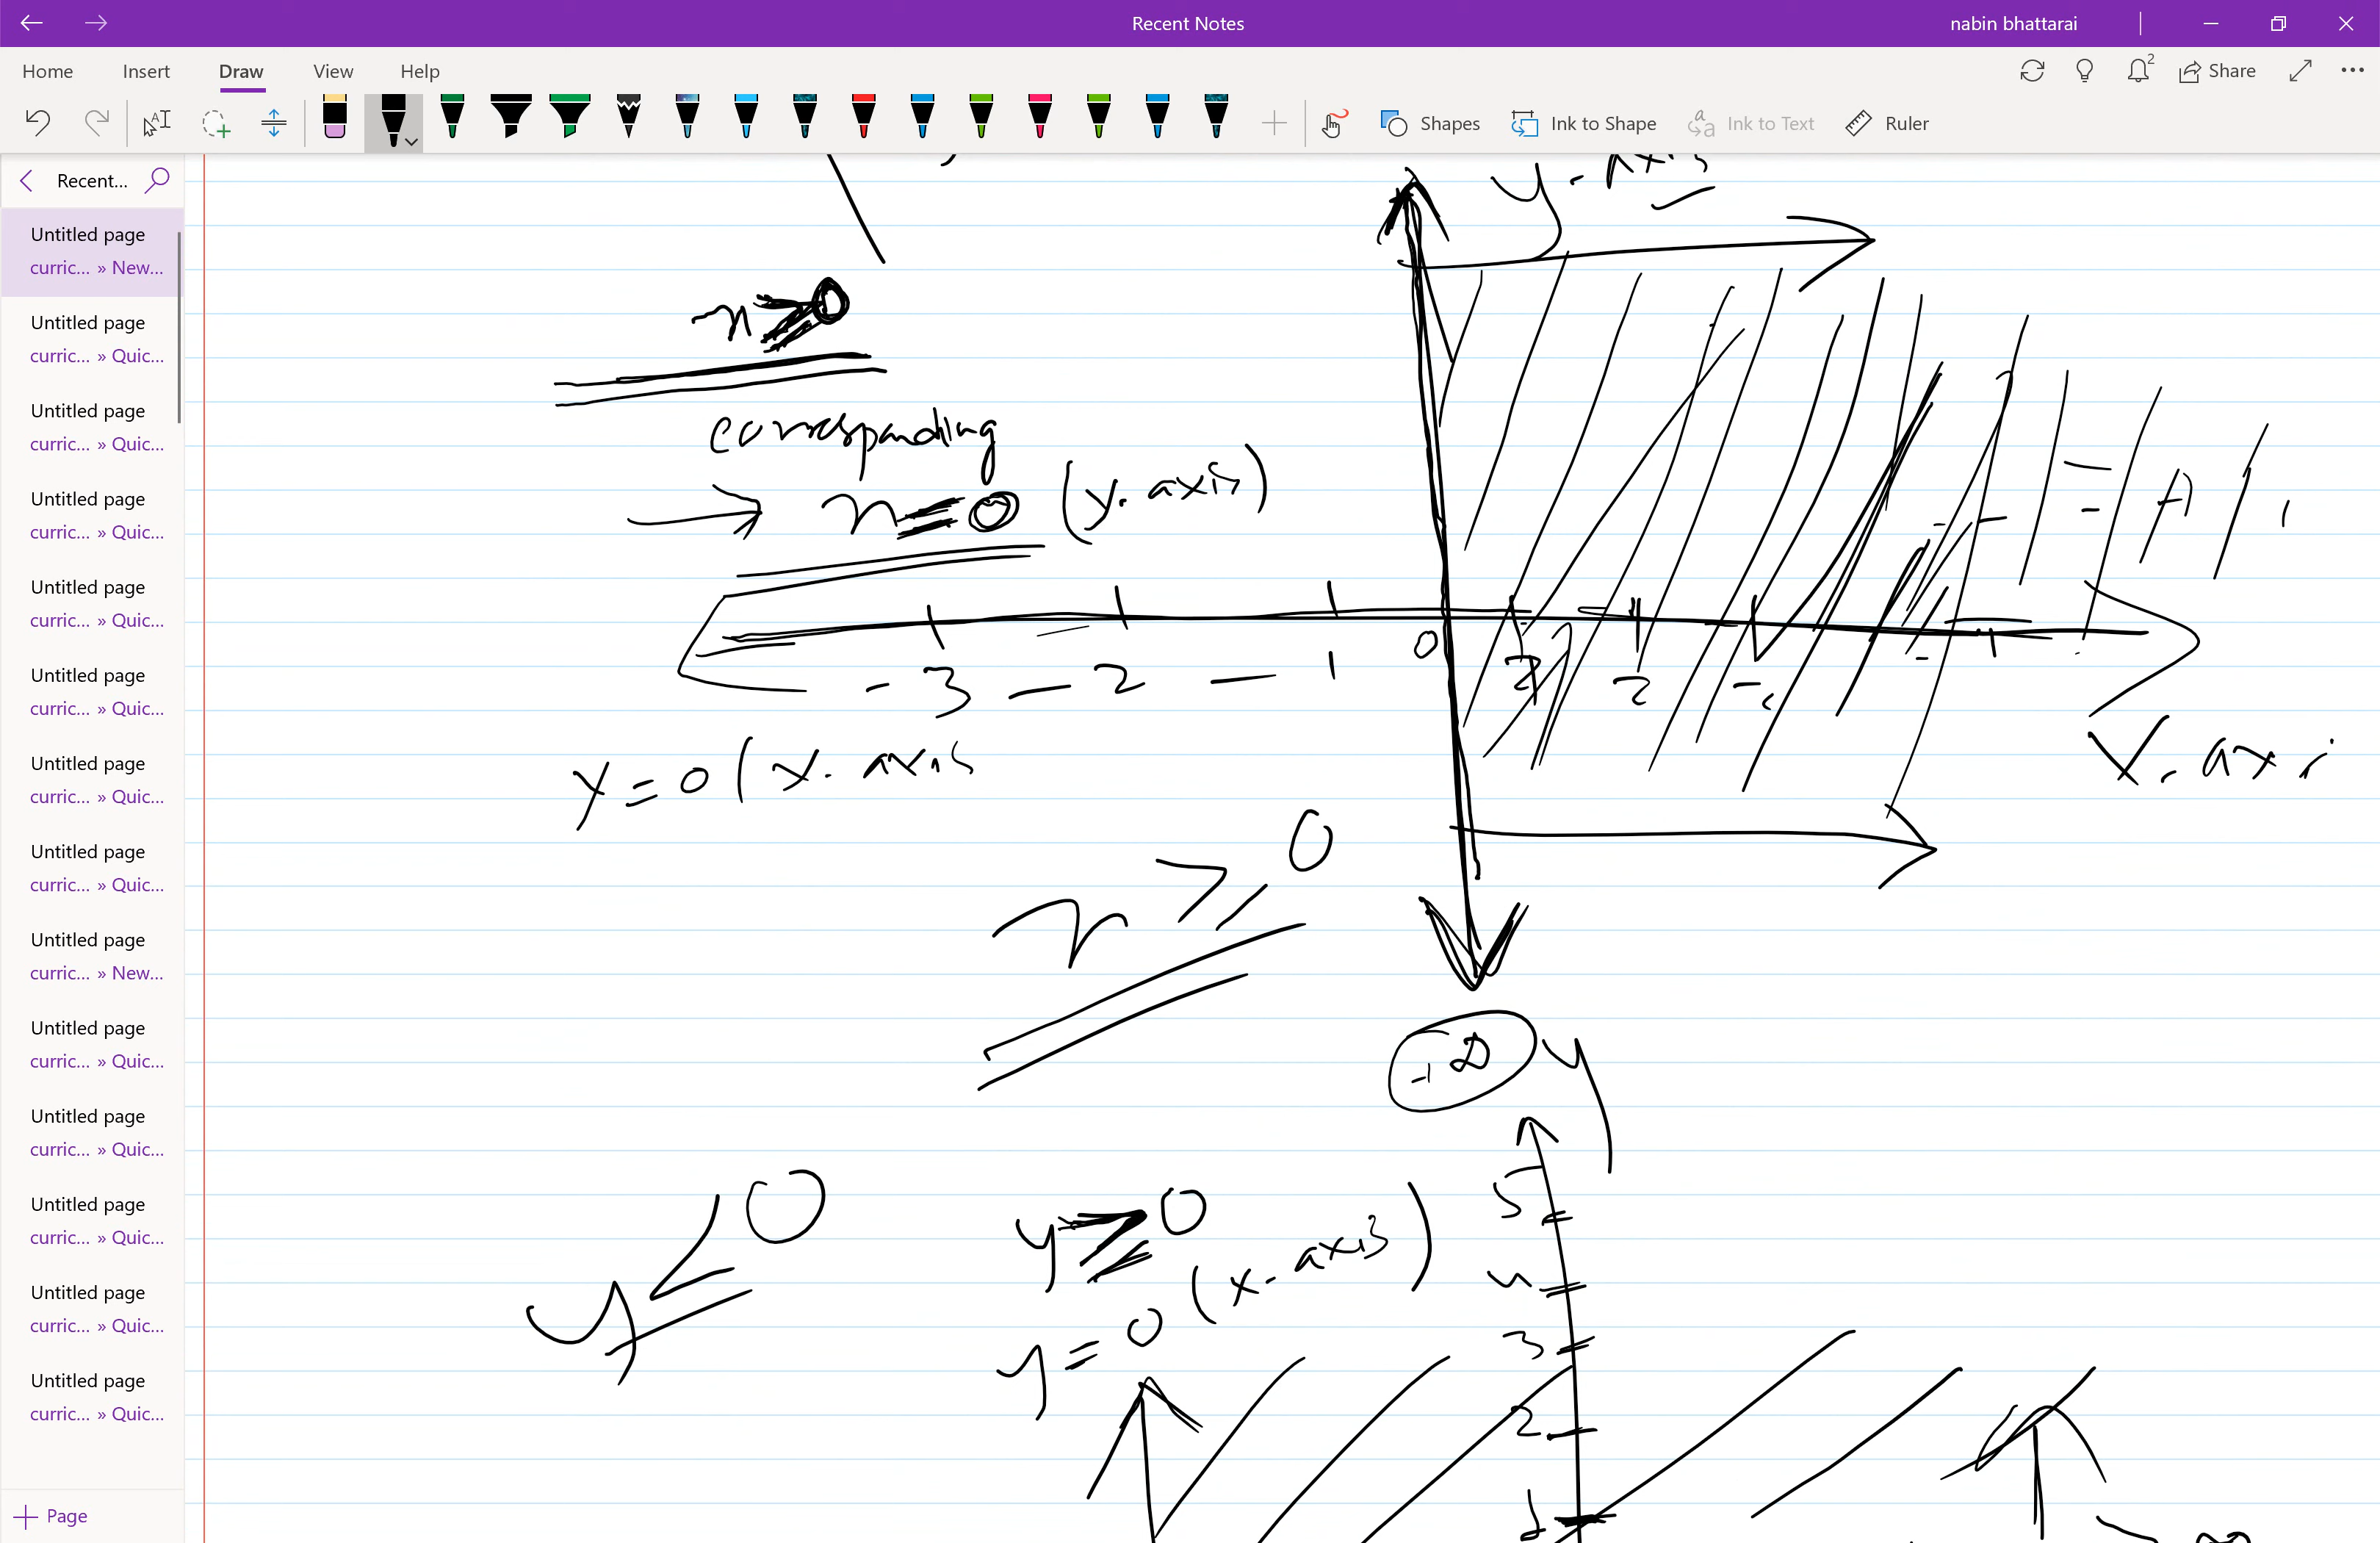 Recent Notes
nabin bhattarai
Home Insert Draw View Help
2
Share
Shapes
Ink to Shape
Ink to Text
Ruler
Recent...
Untitled page
curric... » New...
Untitled page
curric... » Quic...
Untitled page
curric... » Quic...
Untitled page
curric... » Quic...
Untitled page
curric... » Quic...
Untitled page
curric... » Quic...
Untitled page
curric... » Quic...
Untitled page
curric... » Quic...
Untitled page
curric... » New...
Untitled page
curric... » Quic...
Untitled page
curric... » Quic...
Untitled page
curric... » Quic...
Untitled page
curric... » Quic...
Untitled page
curric... » Quic...
Page
y-axis
x ≥ 0
corresponding
→ x = 0 (y. axis)
-3 -2 -1 0 2
y = 0 (x. axis
X. axi
x ≥ 0
-∞
y
y ≤ 0
y ≥ 0
y = 0 (x- axis)
5
4
3
2
1